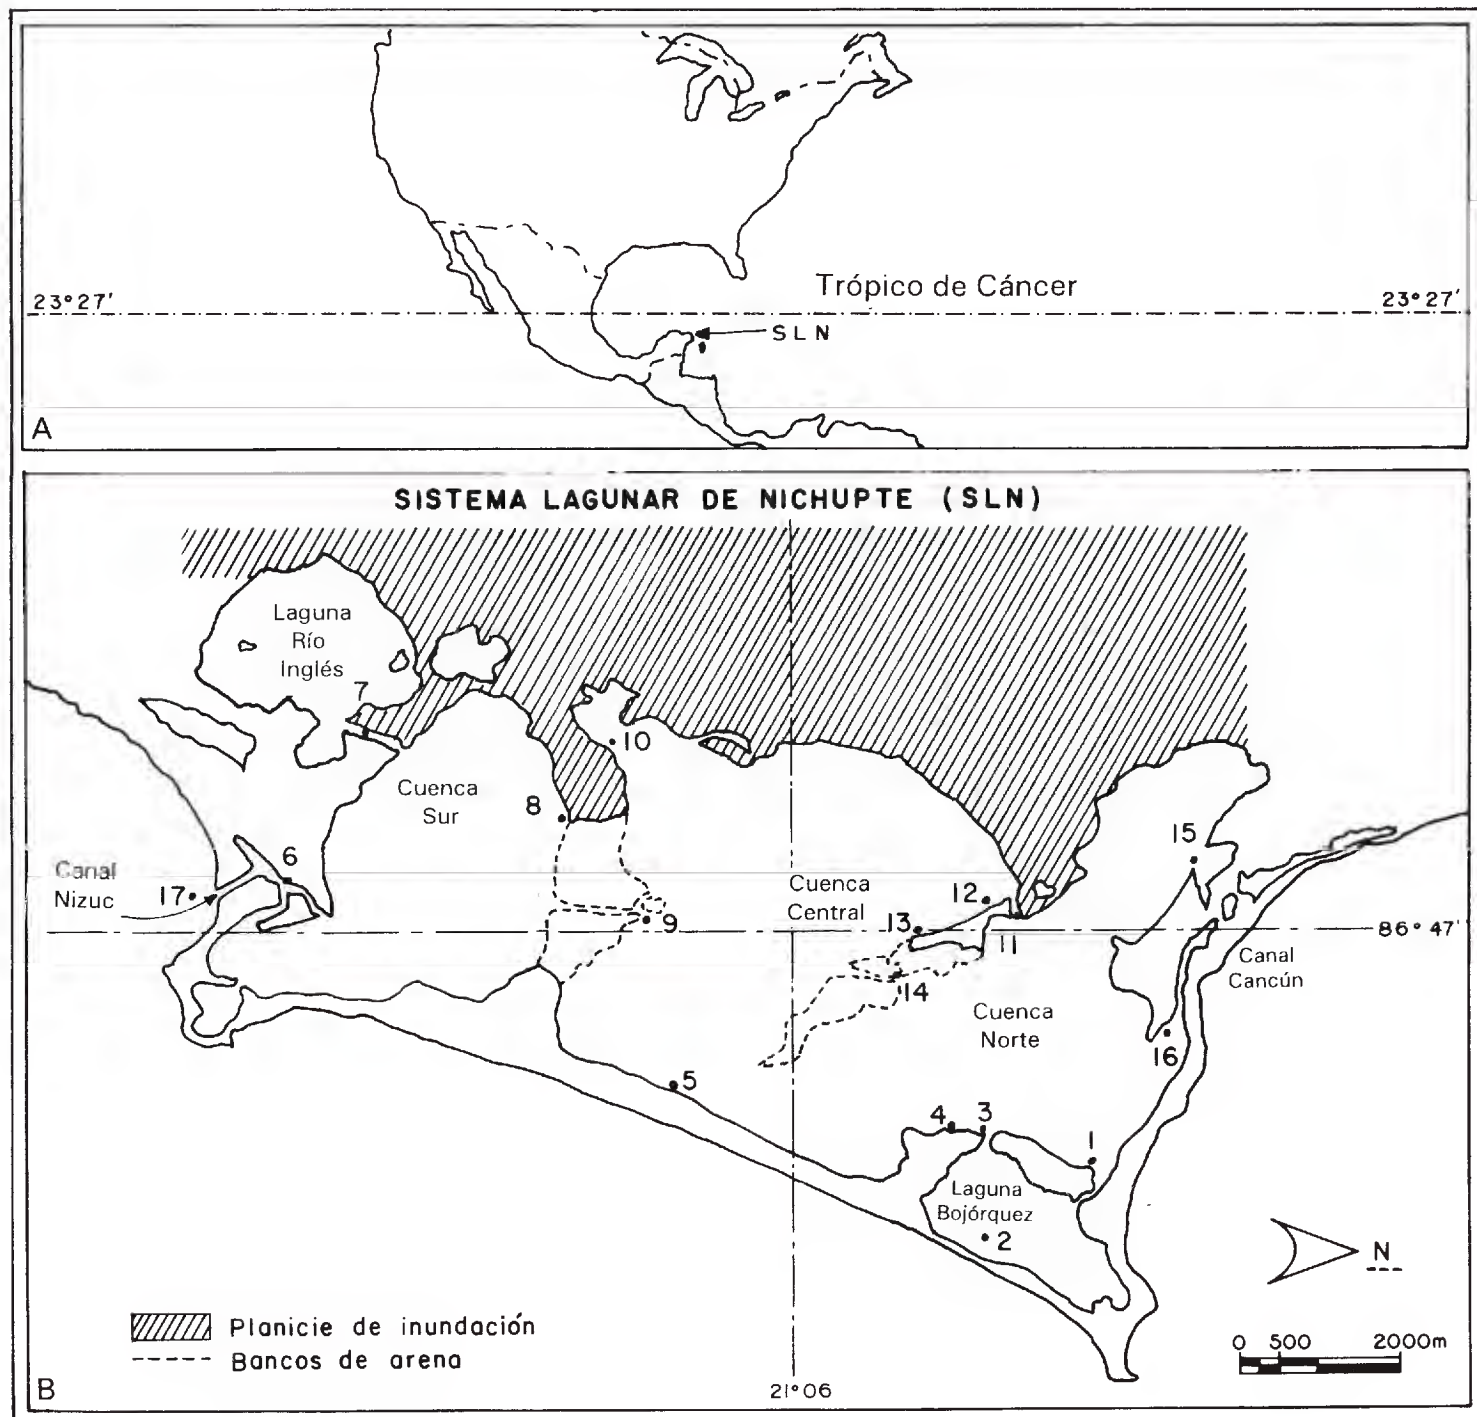 Trópico de Cáncer
23°27'
23°27'
SLN
A
SISTEMA LAGUNAR DE NICHUPTE (SLN)
Laguna
Río
Inglés
7
10
Cuenca
Sur
8
6
Canal
Nizuc
17
9
Cuenca
Central
12
13
11
14
15
86°47'
Canal
Cancún
Cuenca
Norte
16
5
4
3
1
Laguna
Bojórquez
2
N
Planicie de inundación
Bancos de arena
0 500 2000m
B
21°06